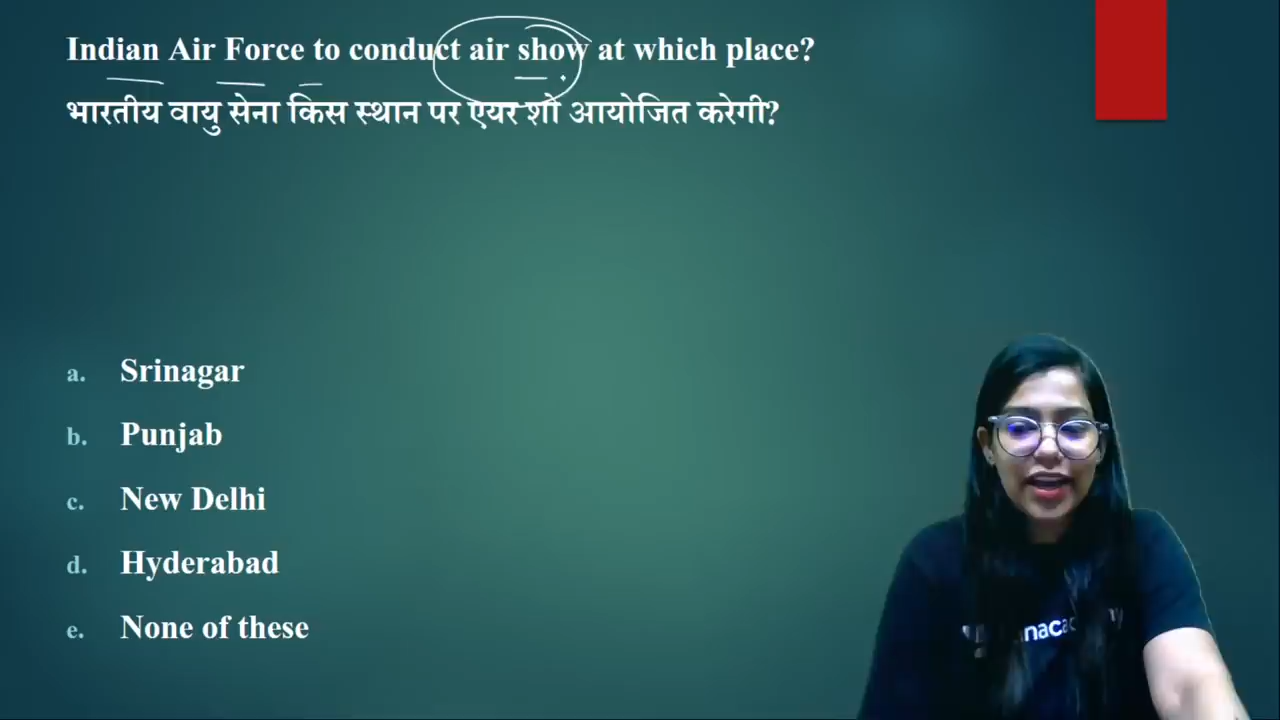 Indian Air Force to conduct air show at which place?
भारतीय वायु सेना किस स्थान पर एयर शो आयोजित करेगी?
a. Srinagar
b. Punjab
c. New Delhi
d. Hyderabad
e. None of these